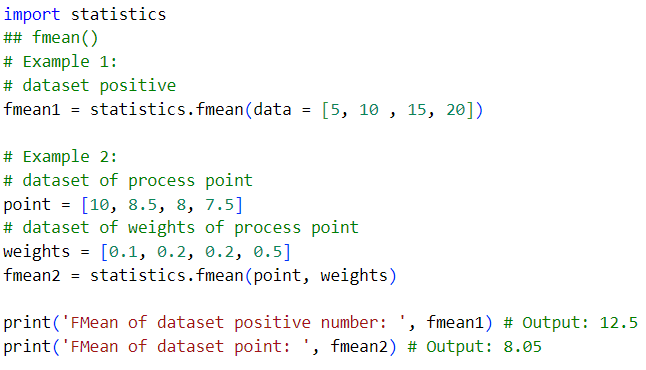 import statistics
## fmean()
# Example 1:
# dataset positive
fmean1 = statistics.fmean(data = [5, 10 , 15, 20])
# Example 2:
# dataset of process point
point = [10, 8.5, 8, 7.5]
# dataset of weights of process point
weights = [0.1, 0.2, 0.2, 0.5]
fmean2 = statistics.fmean(point, weights)
print('FMean of dataset positive number: ', fmean1) # Output: 12.5
print('FMean of dataset point: ', fmean2) # Output: 8.05